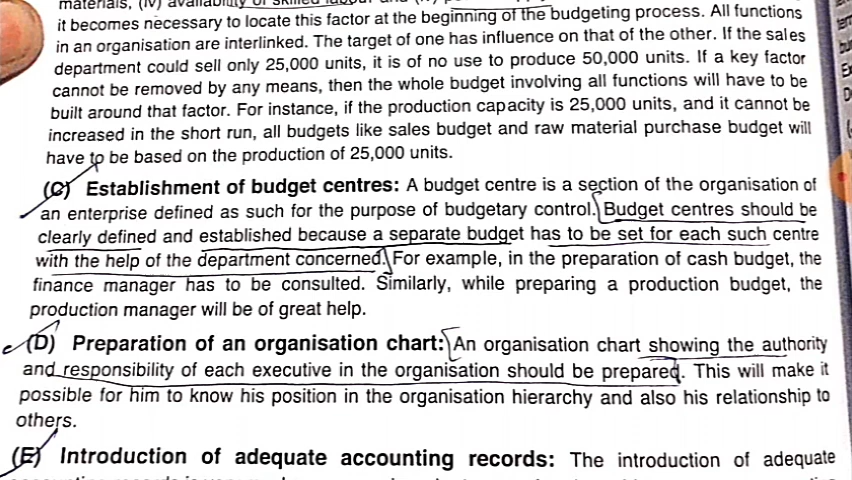 materials, (iv) availability of skilled labour and
it becomes necessary to locate this factor at the beginning of the budgeting process. All functions
in an organisation are interlinked. The target of one has influence on that of the other. If the sales
department could sell only 25,000 units, it is of no use to produce 50,000 units. If a key factor
cannot be removed by any means, then the whole budget involving all functions will have to be
built around that factor. For instance, if the production capacity is 25,000 units, and it cannot be
increased in the short run, all budgets like sales budget and raw material purchase budget will
have to be based on the production of 25,000 units.
(C) Establishment of budget centres: A budget centre is a section of the organisation of
an enterprise defined as such for the purpose of budgetary control. Budget centres should be
clearly defined and established because a separate budget has to be set for each such centre
with the help of the department concerned. For example, in the preparation of cash budget, the
finance manager has to be consulted. Similarly, while preparing a production budget, the
production manager will be of great help.
(D) Preparation of an organisation chart: An organisation chart showing the authority
and responsibility of each executive in the organisation should be prepared. This will make it
possible for him to know his position in the organisation hierarchy and also his relationship to
others.
(E) Introduction of adequate accounting records: The introduction of adequate